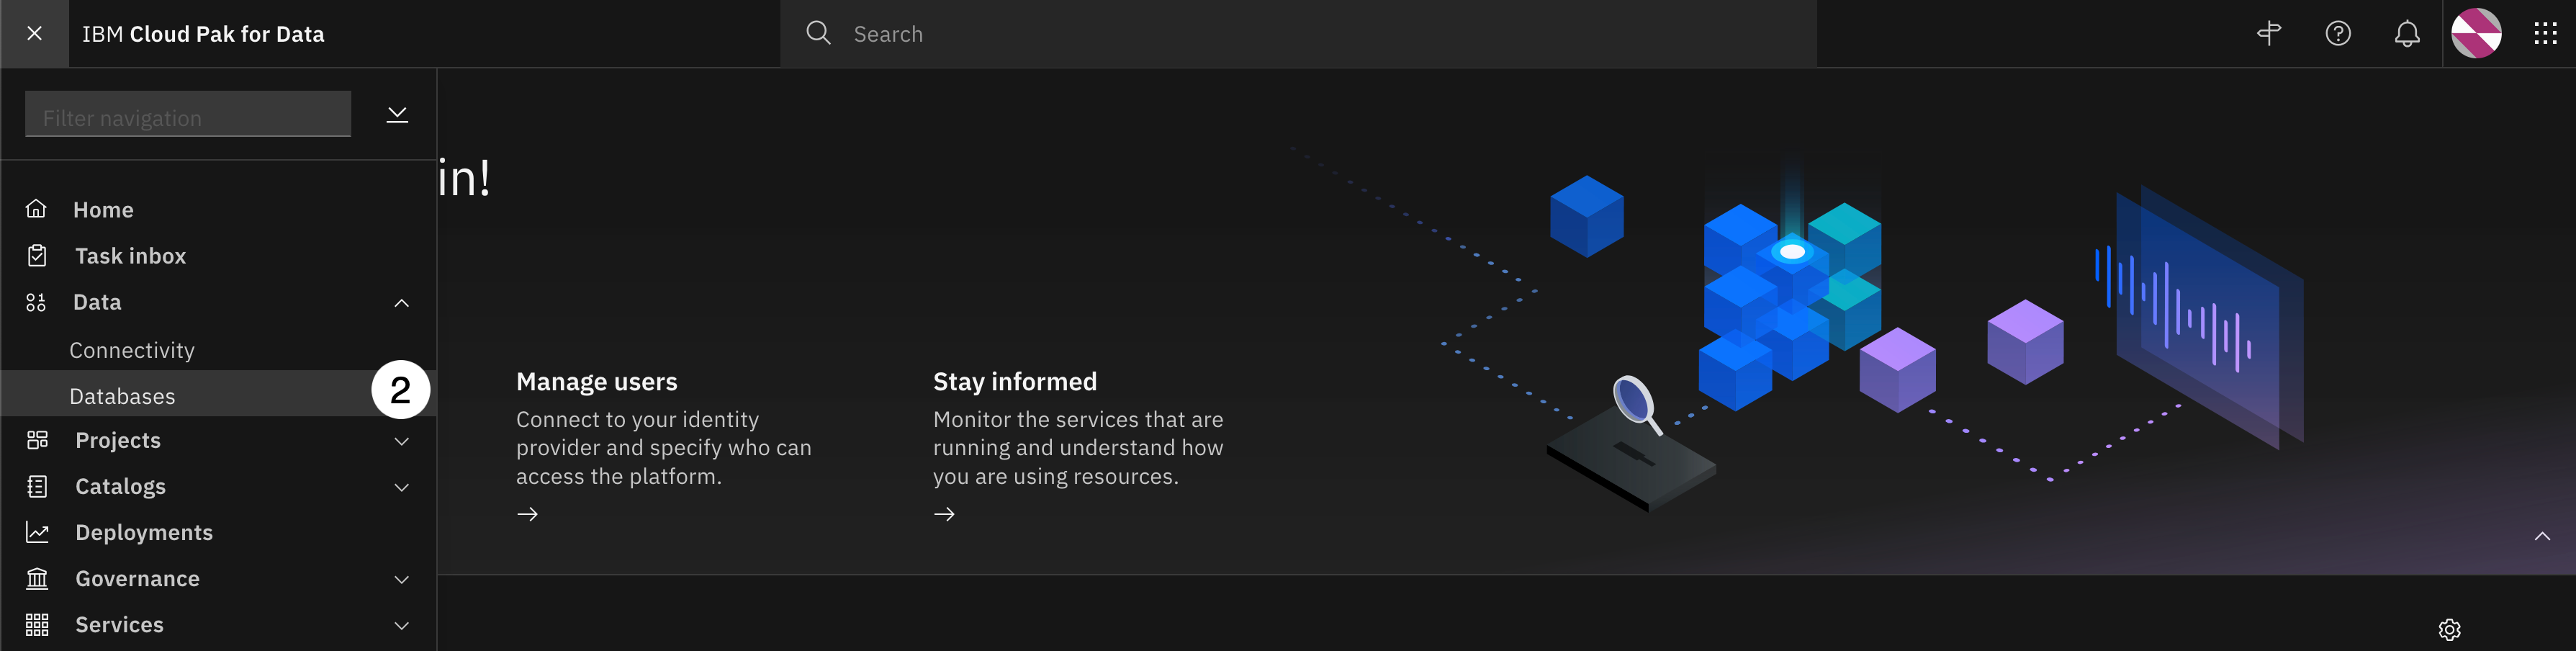 IBM Cloud Pak for Data
Search
Filter navigation
in!
Home
Task inbox
Data
Connectivity
Databases
2
Projects
Catalogs
Deployments
Governance
Services
Manage users
Connect to your identity
provider and specify who can
access the platform.
Stay informed
Monitor the services that are
running and understand how
you are using resources.